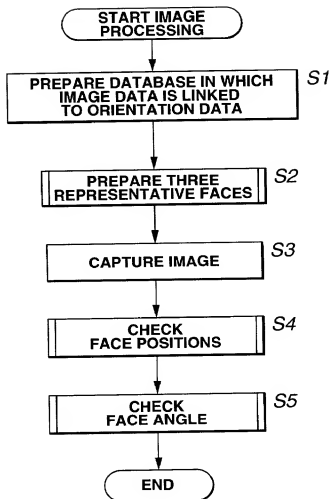 START IMAGE
PROCESSING
PREPARE DATABASE IN WHICH
IMAGE DATA IS LINKED
TO ORIENTATION DATA
S1
PREPARE THREE
REPRESENTATIVE FACES
S2
CAPTURE IMAGE
S3
CHECK
FACE POSITIONS
S4
CHECK
FACE ANGLE
S5
END